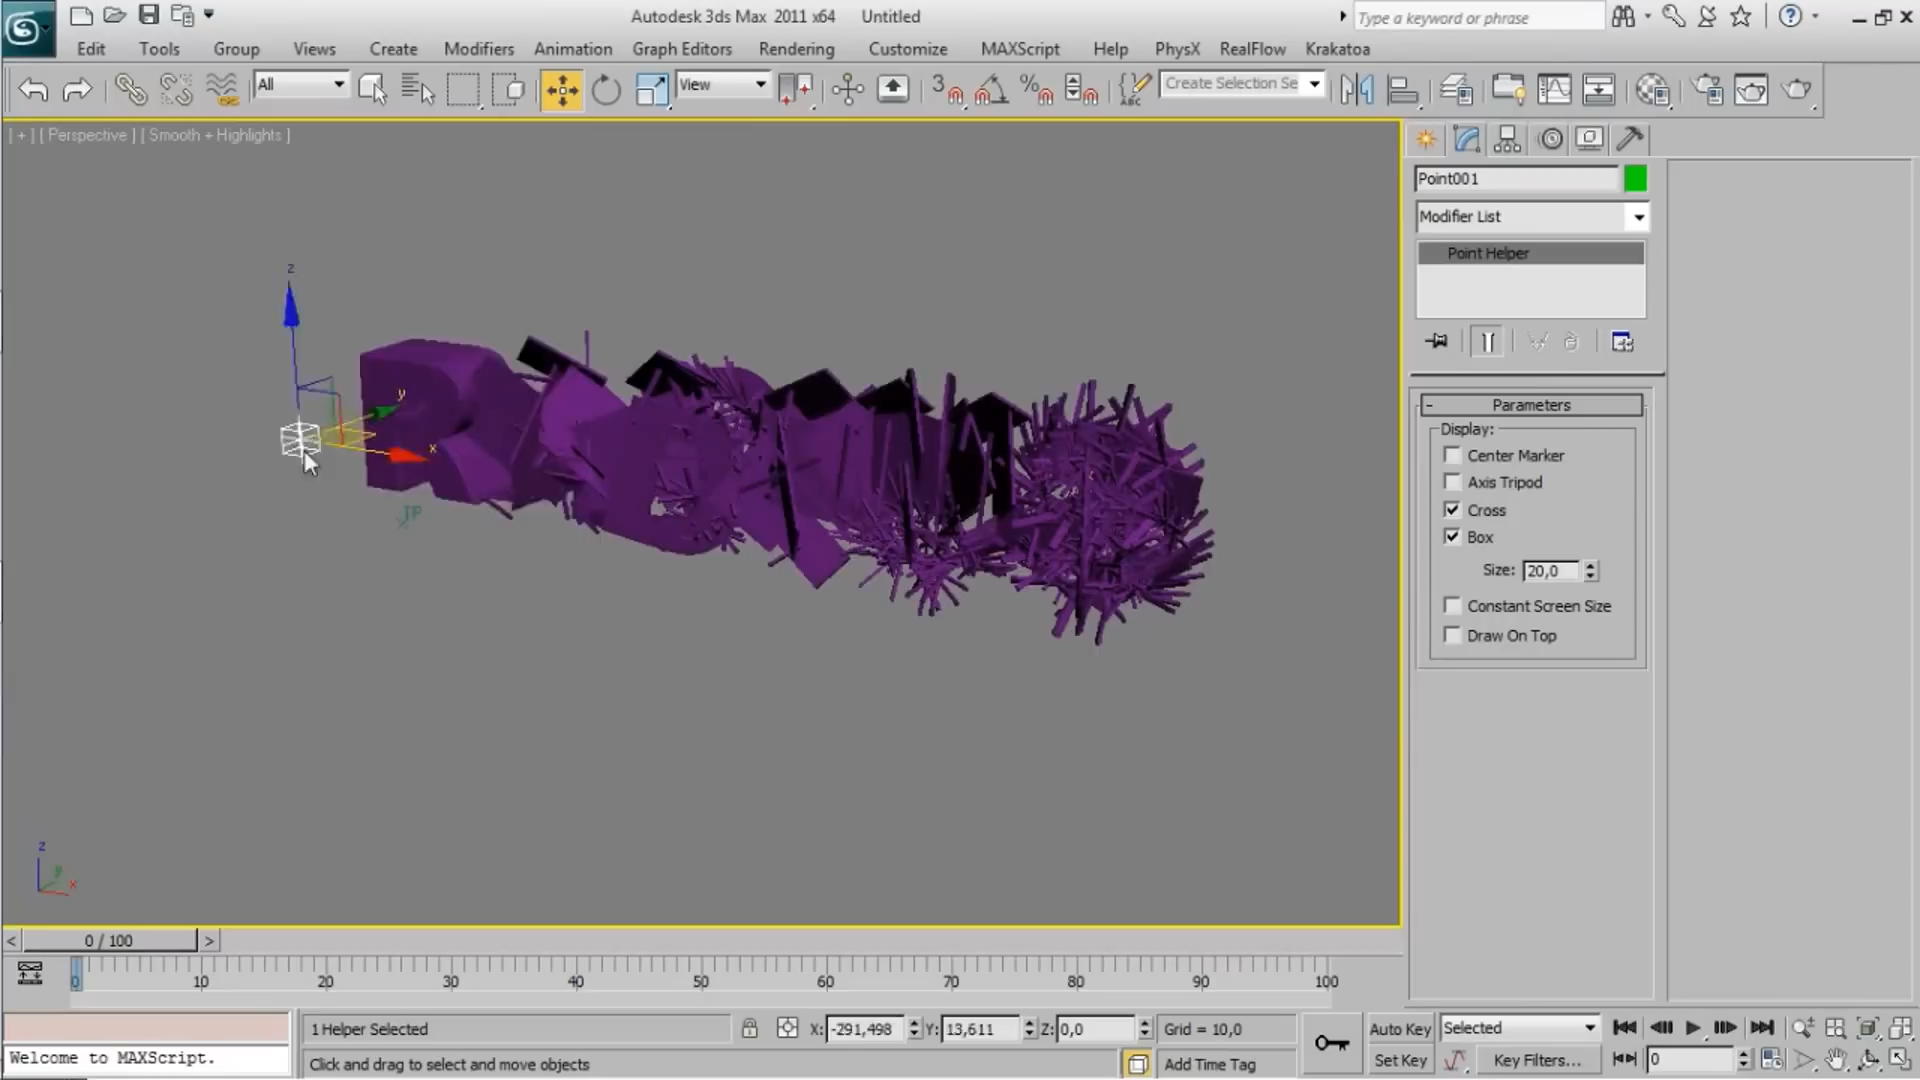 Autodesk 3ds Max 2011 x64 Untitled
Type a keyword or phrase
Edit Tools Group Views Create Modifiers Animation Graph Editors Rendering Customize MAXScript Help PhysX RealFlow Krakatoa
All View 3 % ABC Create Selection Se
[ + ] [ Perspective ] [ Smooth + Highlights ]
Point001
Modifier List
Point Helper
z
y
x
TP
- Parameters
Display:
Center Marker
Axis Tripod
Cross
Box
Size: 20,0
Constant Screen Size
Draw On Top
z
y
x
< 0 / 100 >
0 10 20 30 40 50 60 70 80 90 100
1 Helper Selected X: -291,498 Y: 13,611 Z: 0,0 Grid = 10,0 Auto Key Selected
Welcome to MAXScript. Click and drag to select and move objects Add Time Tag Set Key Key Filters... 0